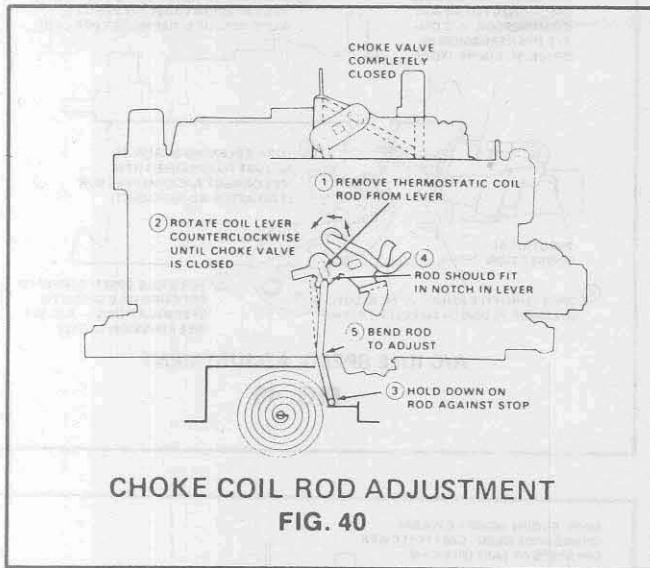 CHOKE VALVE
COMPLETELY
CLOSED
1 REMOVE THERMOSTATIC COIL
ROD FROM LEVER
2 ROTATE COIL LEVER
COUNTERCLOCKWISE
UNTIL CHOKE VALVE
IS CLOSED
4
ROD SHOULD FIT
IN NOTCH IN LEVER
5 BEND ROD
TO ADJUST
3 HOLD DOWN ON
ROD AGAINST STOP
CHOKE COIL ROD ADJUSTMENT
FIG. 40